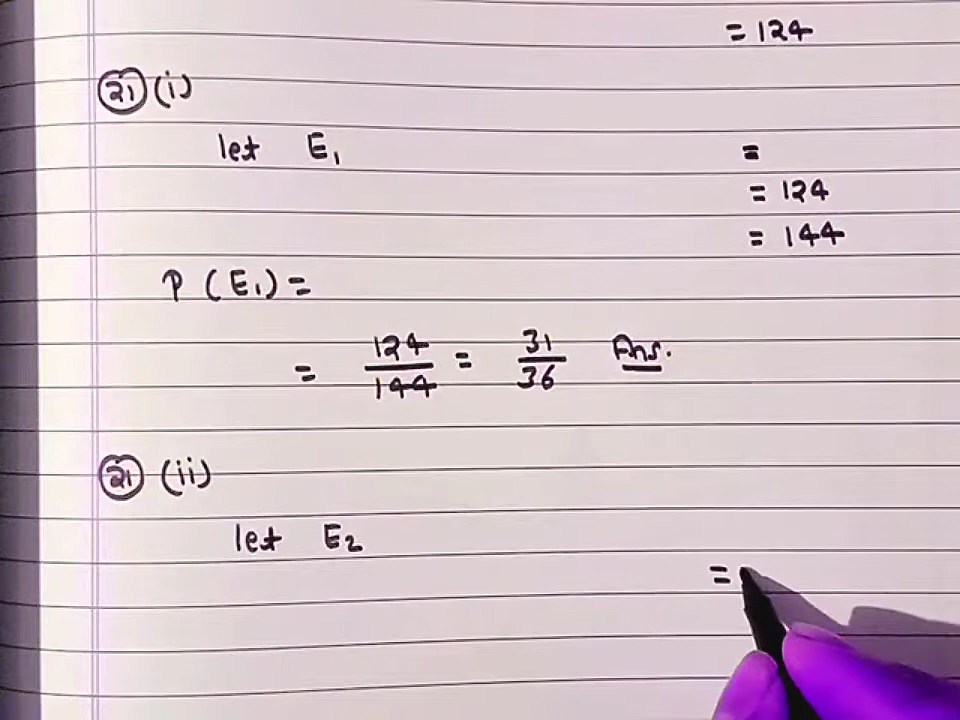 = 124
21 (i)
let E₁ =
= 124
= 144
P (E₁) =
= 124/144 = 31/36 Ans.
21 (ii)
let E₂
=